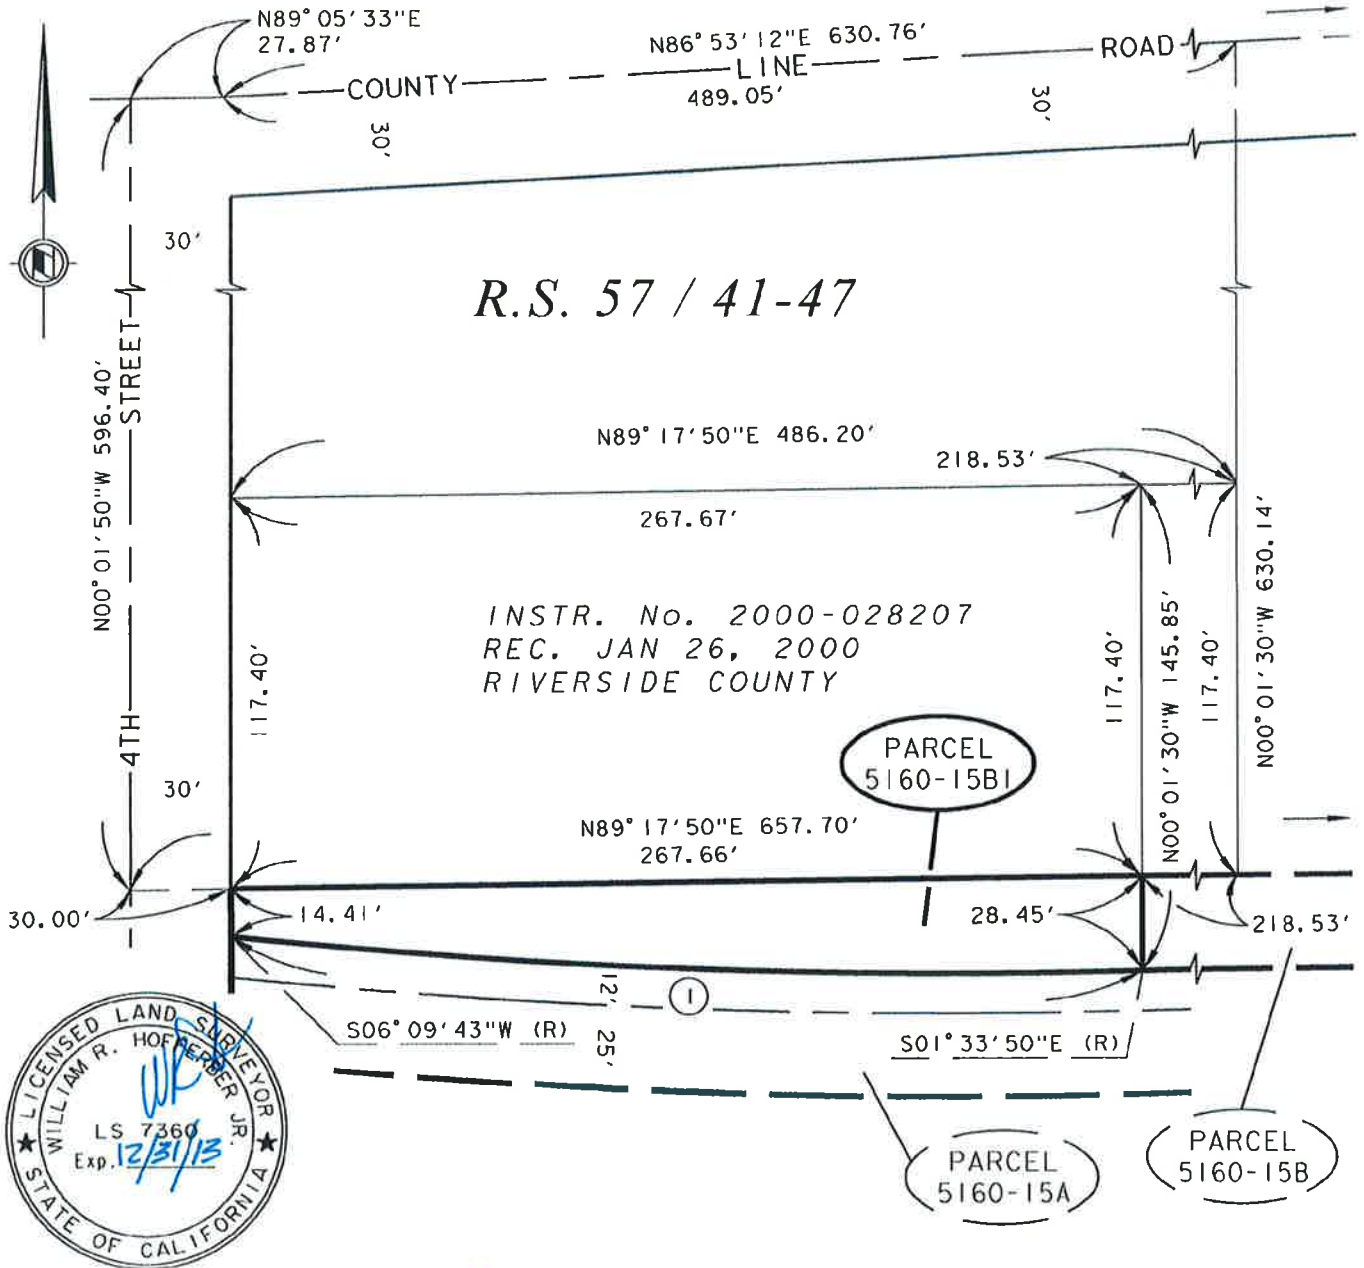 N89°05'33"E
27.87'
N86°53'12"E 630.76'
COUNTY LINE ROAD
489.05'
30'
30'
30'
R.S. 57 / 41-47
N00°01'50"W 596.40'
4TH STREET
N89°17'50"E 486.20'
218.53'
267.67'
INSTR. No. 2000-028207
REC. JAN 26, 2000
RIVERSIDE COUNTY
117.40'
117.40'
N00°01'30"W 145.85'
117.40'
N00°01'30"W 630.14'
PARCEL
5160-15B1
30'
N89°17'50"E 657.70'
267.66'
30.00'
14.41'
28.45'
218.53'
12'
1
25'
S06°09'43"W (R)
S01°33'50"E (R)
LICENSED LAND SURVEYOR
WILLIAM R. HOFFERBER JR.
LS 7360
Exp. 12/31/13
STATE OF CALIFORNIA
PARCEL
5160-15A
PARCEL
5160-15B